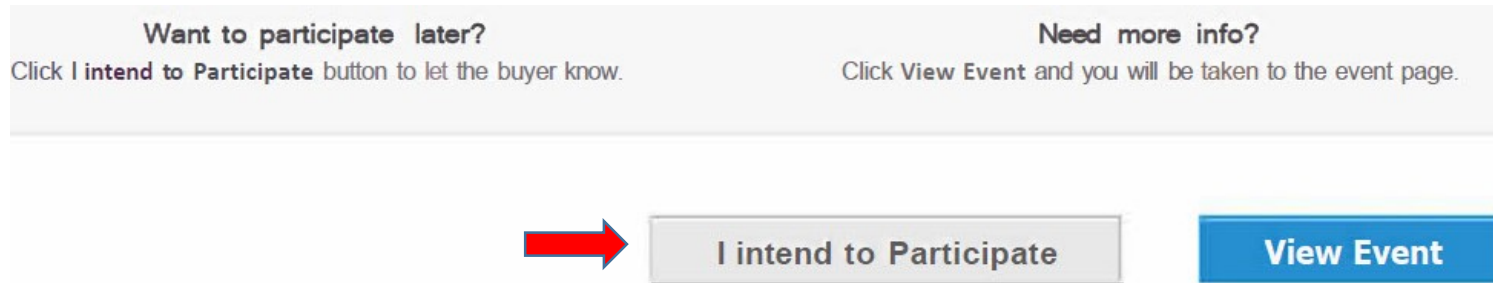 Want to participate later?
Click I intend to Participate button to let the buyer know.
Need more info?
Click View Event and you will be taken to the event page.
I intend to Participate
View Event